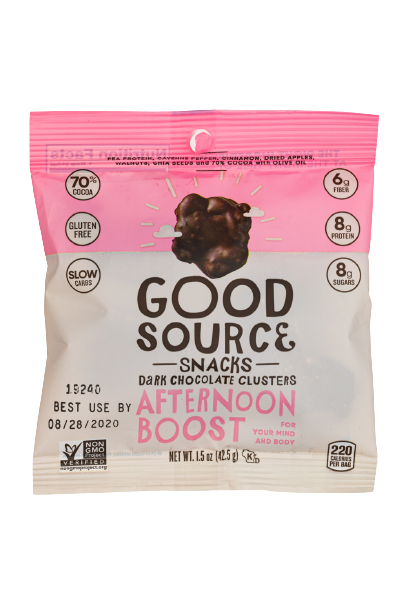 PEA PROTEIN, CAYENNE PEPPER, CINNAMON, DRIED APPLES,
WALNUTS, CHIA SEEDS and 70% COCOA WITH OLIVE OIL
70%
COCOA
GLUTEN
FREE
SLOW
CARBS
6g
FIBER
8g
PROTEIN
8g
SUGARS
GOOD
SOURCE
SNACKS
DARK CHOCOLATE CLUSTERS
AFTERNOON
BOOST
FOR
YOUR MIND
AND BODY
19240
BEST USE BY
08/28/2020
NON
GMO
Project
VERIFIED
nongmoproject.org
NET WT. 1.5 oz (42.5 g)
K
D
220
CALORIES
PER BAG